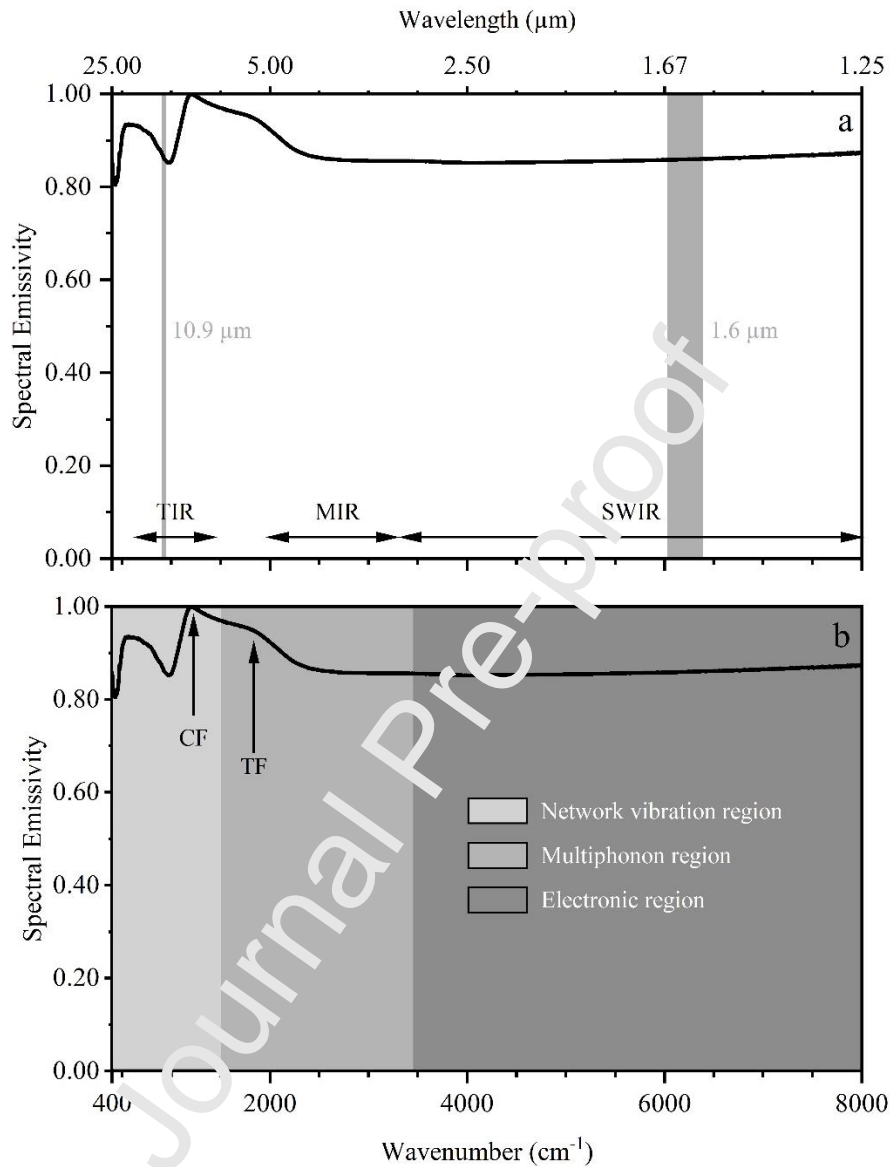 Wavelength (µm)
25.00 5.00 2.50 1.67 1.25
1.00
0.80
0.60
0.40
0.20
0.00
Spectral Emissivity
a
10.9 µm
1.6 µm
TIR MIR SWIR
1.00
0.80
0.60
0.40
0.20
0.00
Spectral Emissivity
b
CF
TF
Network vibration region
Multiphonon region
Electronic region
400 2000 4000 6000 8000
Wavenumber (cm⁻¹)
Journal Pre-proof